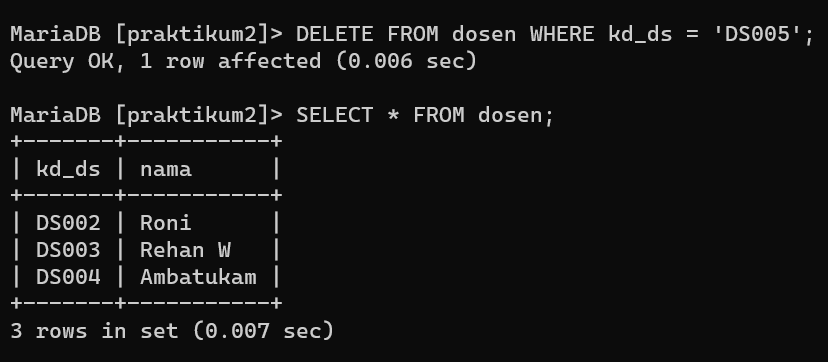 MariaDB [praktikum2]> DELETE FROM dosen WHERE kd_ds = 'DS005';
Query OK, 1 row affected (0.006 sec)

MariaDB [praktikum2]> SELECT * FROM dosen;
+-------+-----------+
| kd_ds | nama      |
+-------+-----------+
| DS002 | Roni      |
| DS003 | Rehan W   |
| DS004 | Ambatukam |
+-------+-----------+
3 rows in set (0.007 sec)